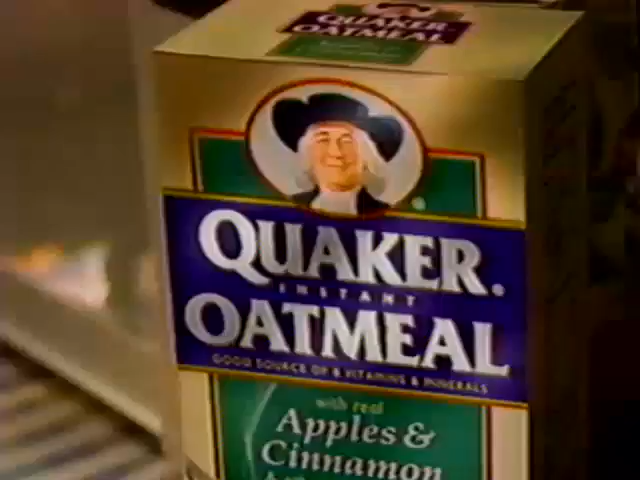 QUAKER
OATMEAL
QUAKER®
INSTANT
OATMEAL
GOOD SOURCE OF 8 VITAMINS & MINERALS
with real
Apples &
Cinnamon